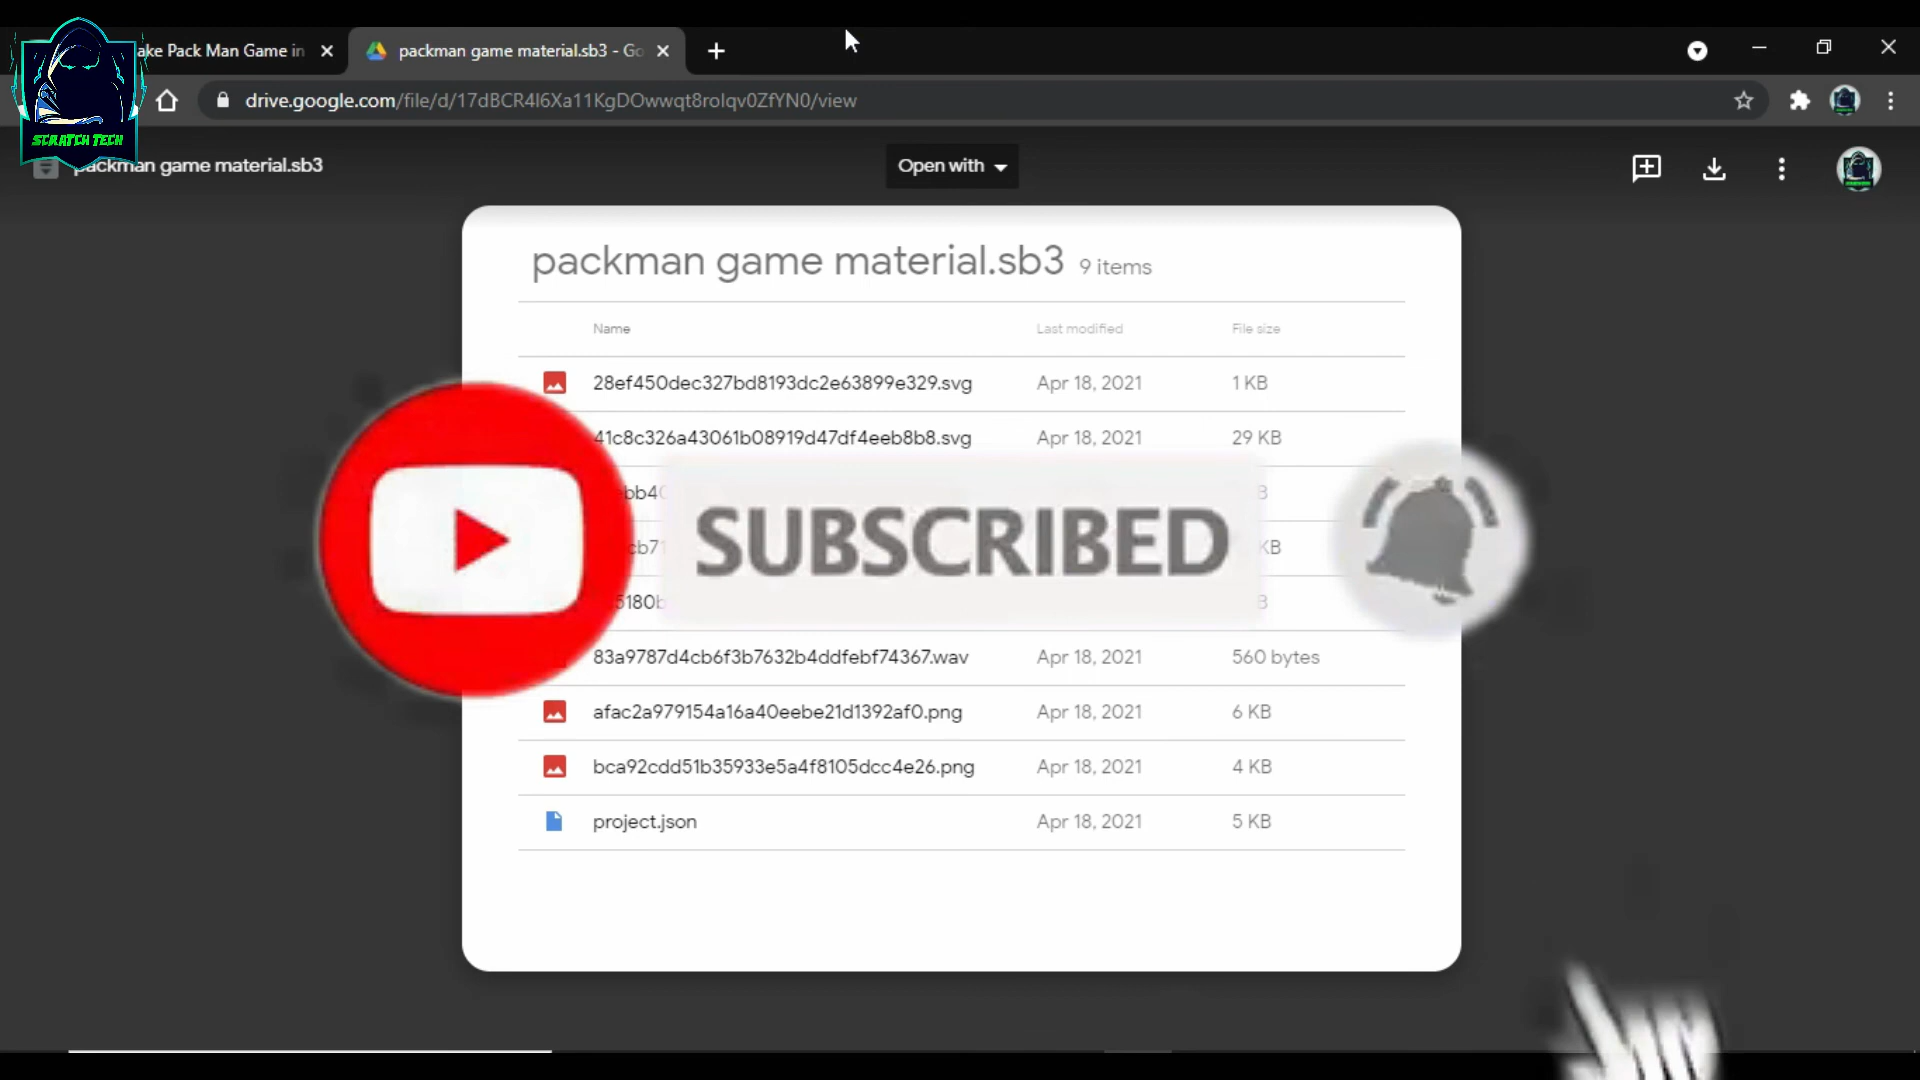 ake Pack Man Game in
packman game material.sb3 - Go
drive.google.com/file/d/17dBCR4l6Xa11KgDOwwqt8rolqv0ZfYN0/view
SCRATCH TECH
packman game material.sb3
Open with
packman game material.sb3 9 items
Name Last modified File size
28ef450dec327bd8193dc2e63899e329.svg Apr 18, 2021 1 KB
41c8c326a43061b08919d47df4eeb8b8.svg Apr 18, 2021 29 KB
SUBSCRIBED
83a9787d4cb6f3b7632b4ddfebf74367.wav Apr 18, 2021 560 bytes
afac2a979154a16a40eebe21d1392af0.png Apr 18, 2021 6 KB
bca92cdd51b35933e5a4f8105dcc4e26.png Apr 18, 2021 4 KB
project.json Apr 18, 2021 5 KB